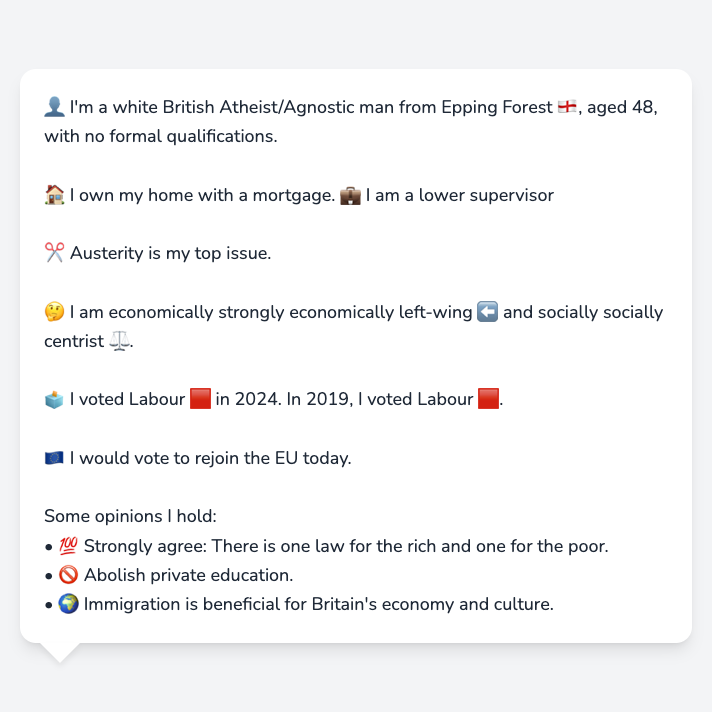 👤 I'm a white British Atheist/Agnostic man from Epping Forest 🏴󠁧󠁢󠁥󠁮󠁧󠁿, aged 48,
with no formal qualifications.
🏠 I own my home with a mortgage. 💼 I am a lower supervisor
✂️ Austerity is my top issue.
🤔 I am economically strongly economically left-wing ⬅️ and socially socially
centrist ⚖️.
🗳️ I voted Labour 🟥 in 2024. In 2019, I voted Labour 🟥.
🇪🇺 I would vote to rejoin the EU today.
Some opinions I hold:
• 💯 Strongly agree: There is one law for the rich and one for the poor.
• 🚫 Abolish private education.
• 🌍 Immigration is beneficial for Britain's economy and culture.